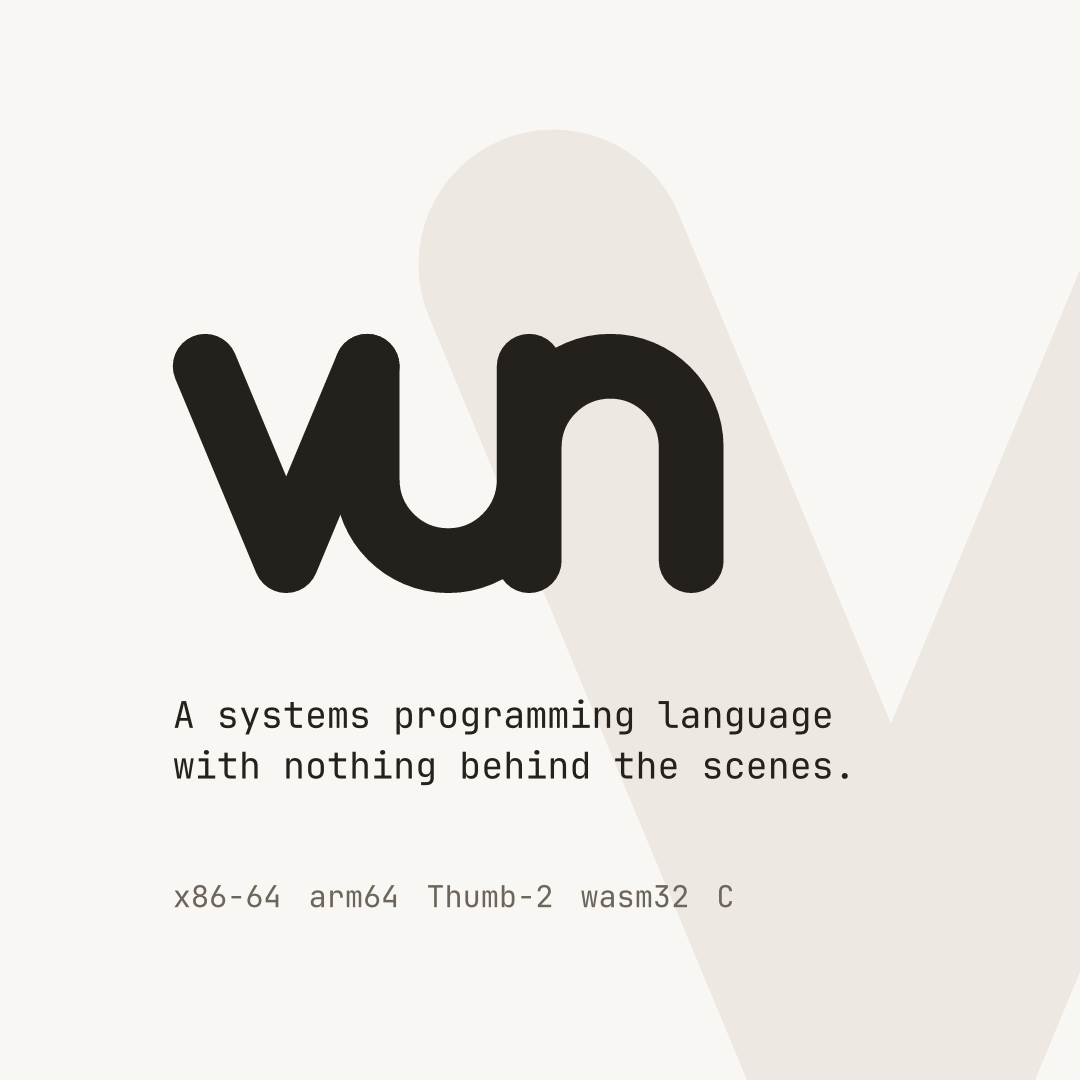 vun
A systems programming language
with nothing behind the scenes.
x86-64 arm64 Thumb-2 wasm32 C